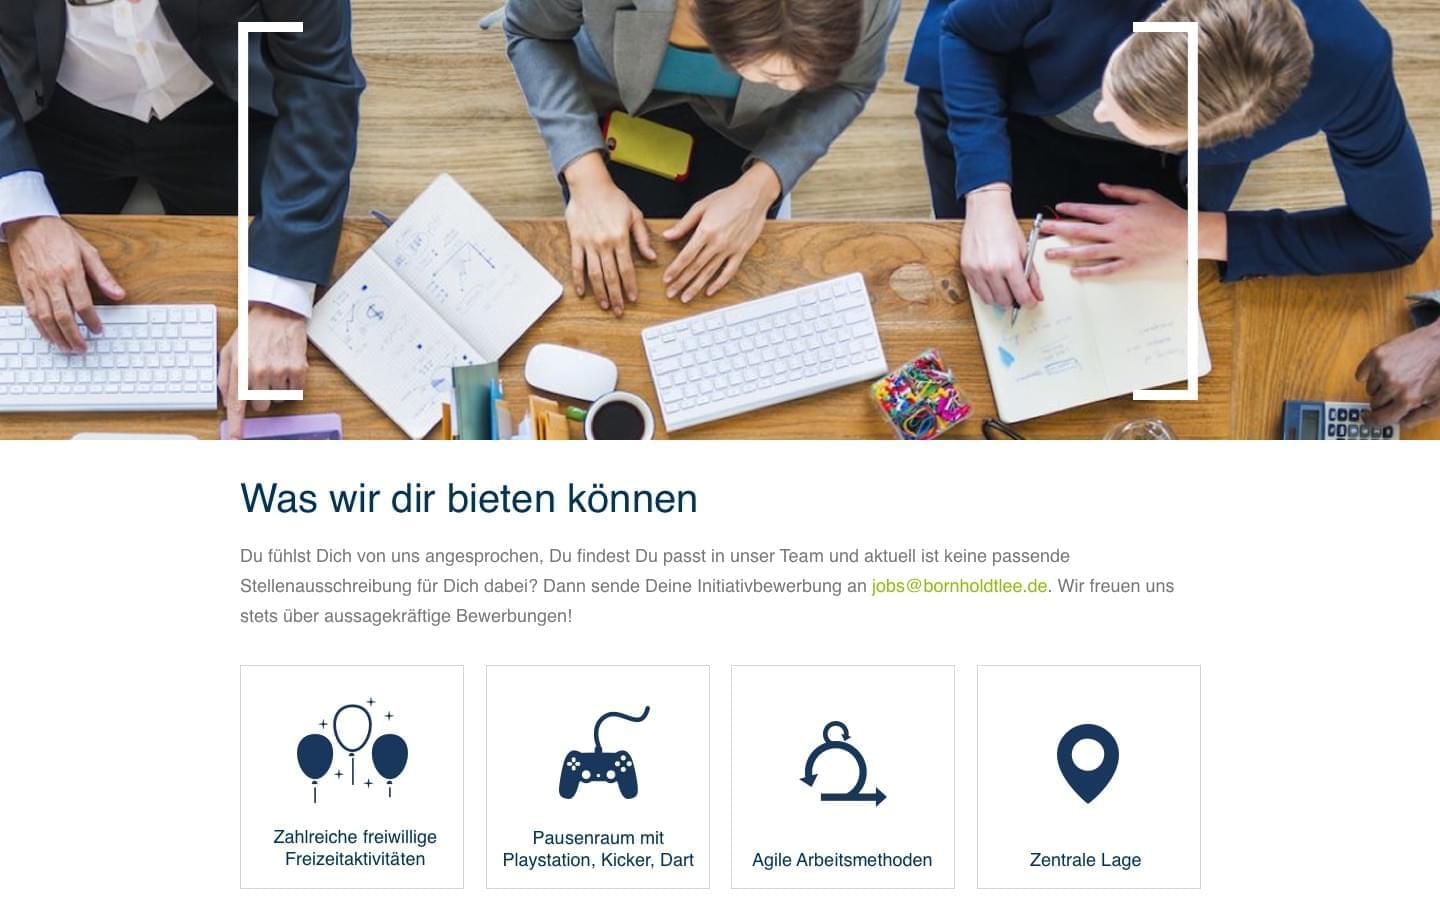 Was wir dir bieten können
Du fühlst Dich von uns angesprochen, Du findest Du passt in unser Team und aktuell ist keine passende
Stellenausschreibung für Dich dabei? Dann sende Deine Initiativbewerbung an jobs@bornholdtlee.de. Wir freuen uns
stets über aussagekräftige Bewerbungen!
Zahlreiche freiwillige
Freizeitaktivitäten
Pausenraum mit
Playstation, Kicker, Dart
Agile Arbeitsmethoden
Zentrale Lage